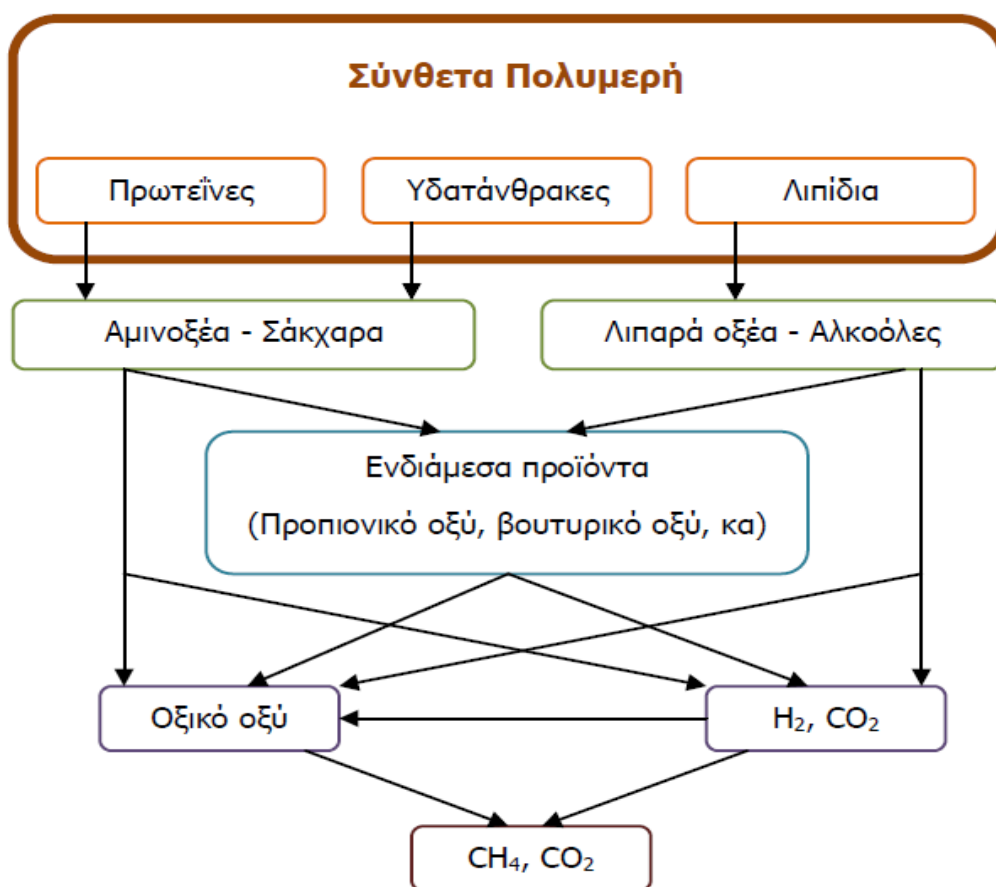 Σύνθετα Πολυμερή
Πρωτεΐνες
Υδατάνθρακες
Λιπίδια
Αμινοξέα - Σάκχαρα
Λιπαρά οξέα - Αλκοόλες
Ενδιάμεσα προϊόντα
(Προπιονικό οξύ, βουτυρικό οξύ, κα)
Οξικό οξύ
H₂, CO₂
CH₄, CO₂